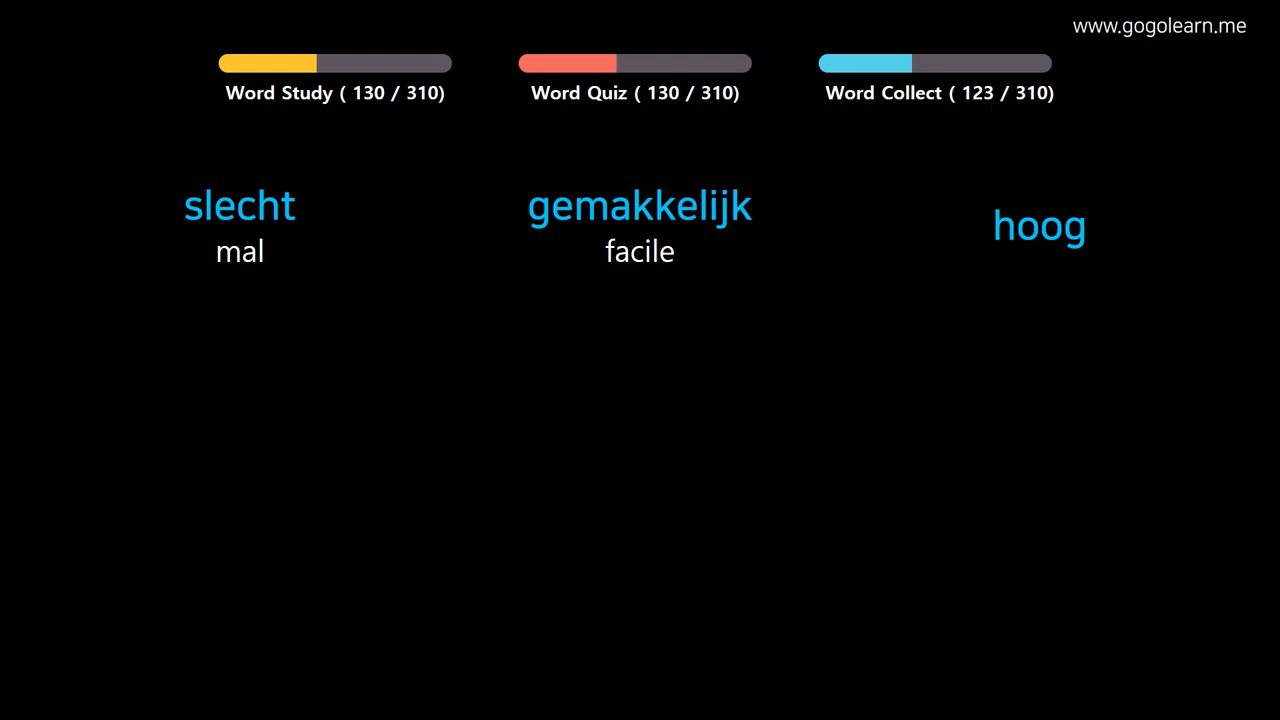 www.gogolearn.me
Word Study ( 130 / 310)
Word Quiz ( 130 / 310)
Word Collect ( 123 / 310)
slecht
mal
gemakkelijk
facile
hoog